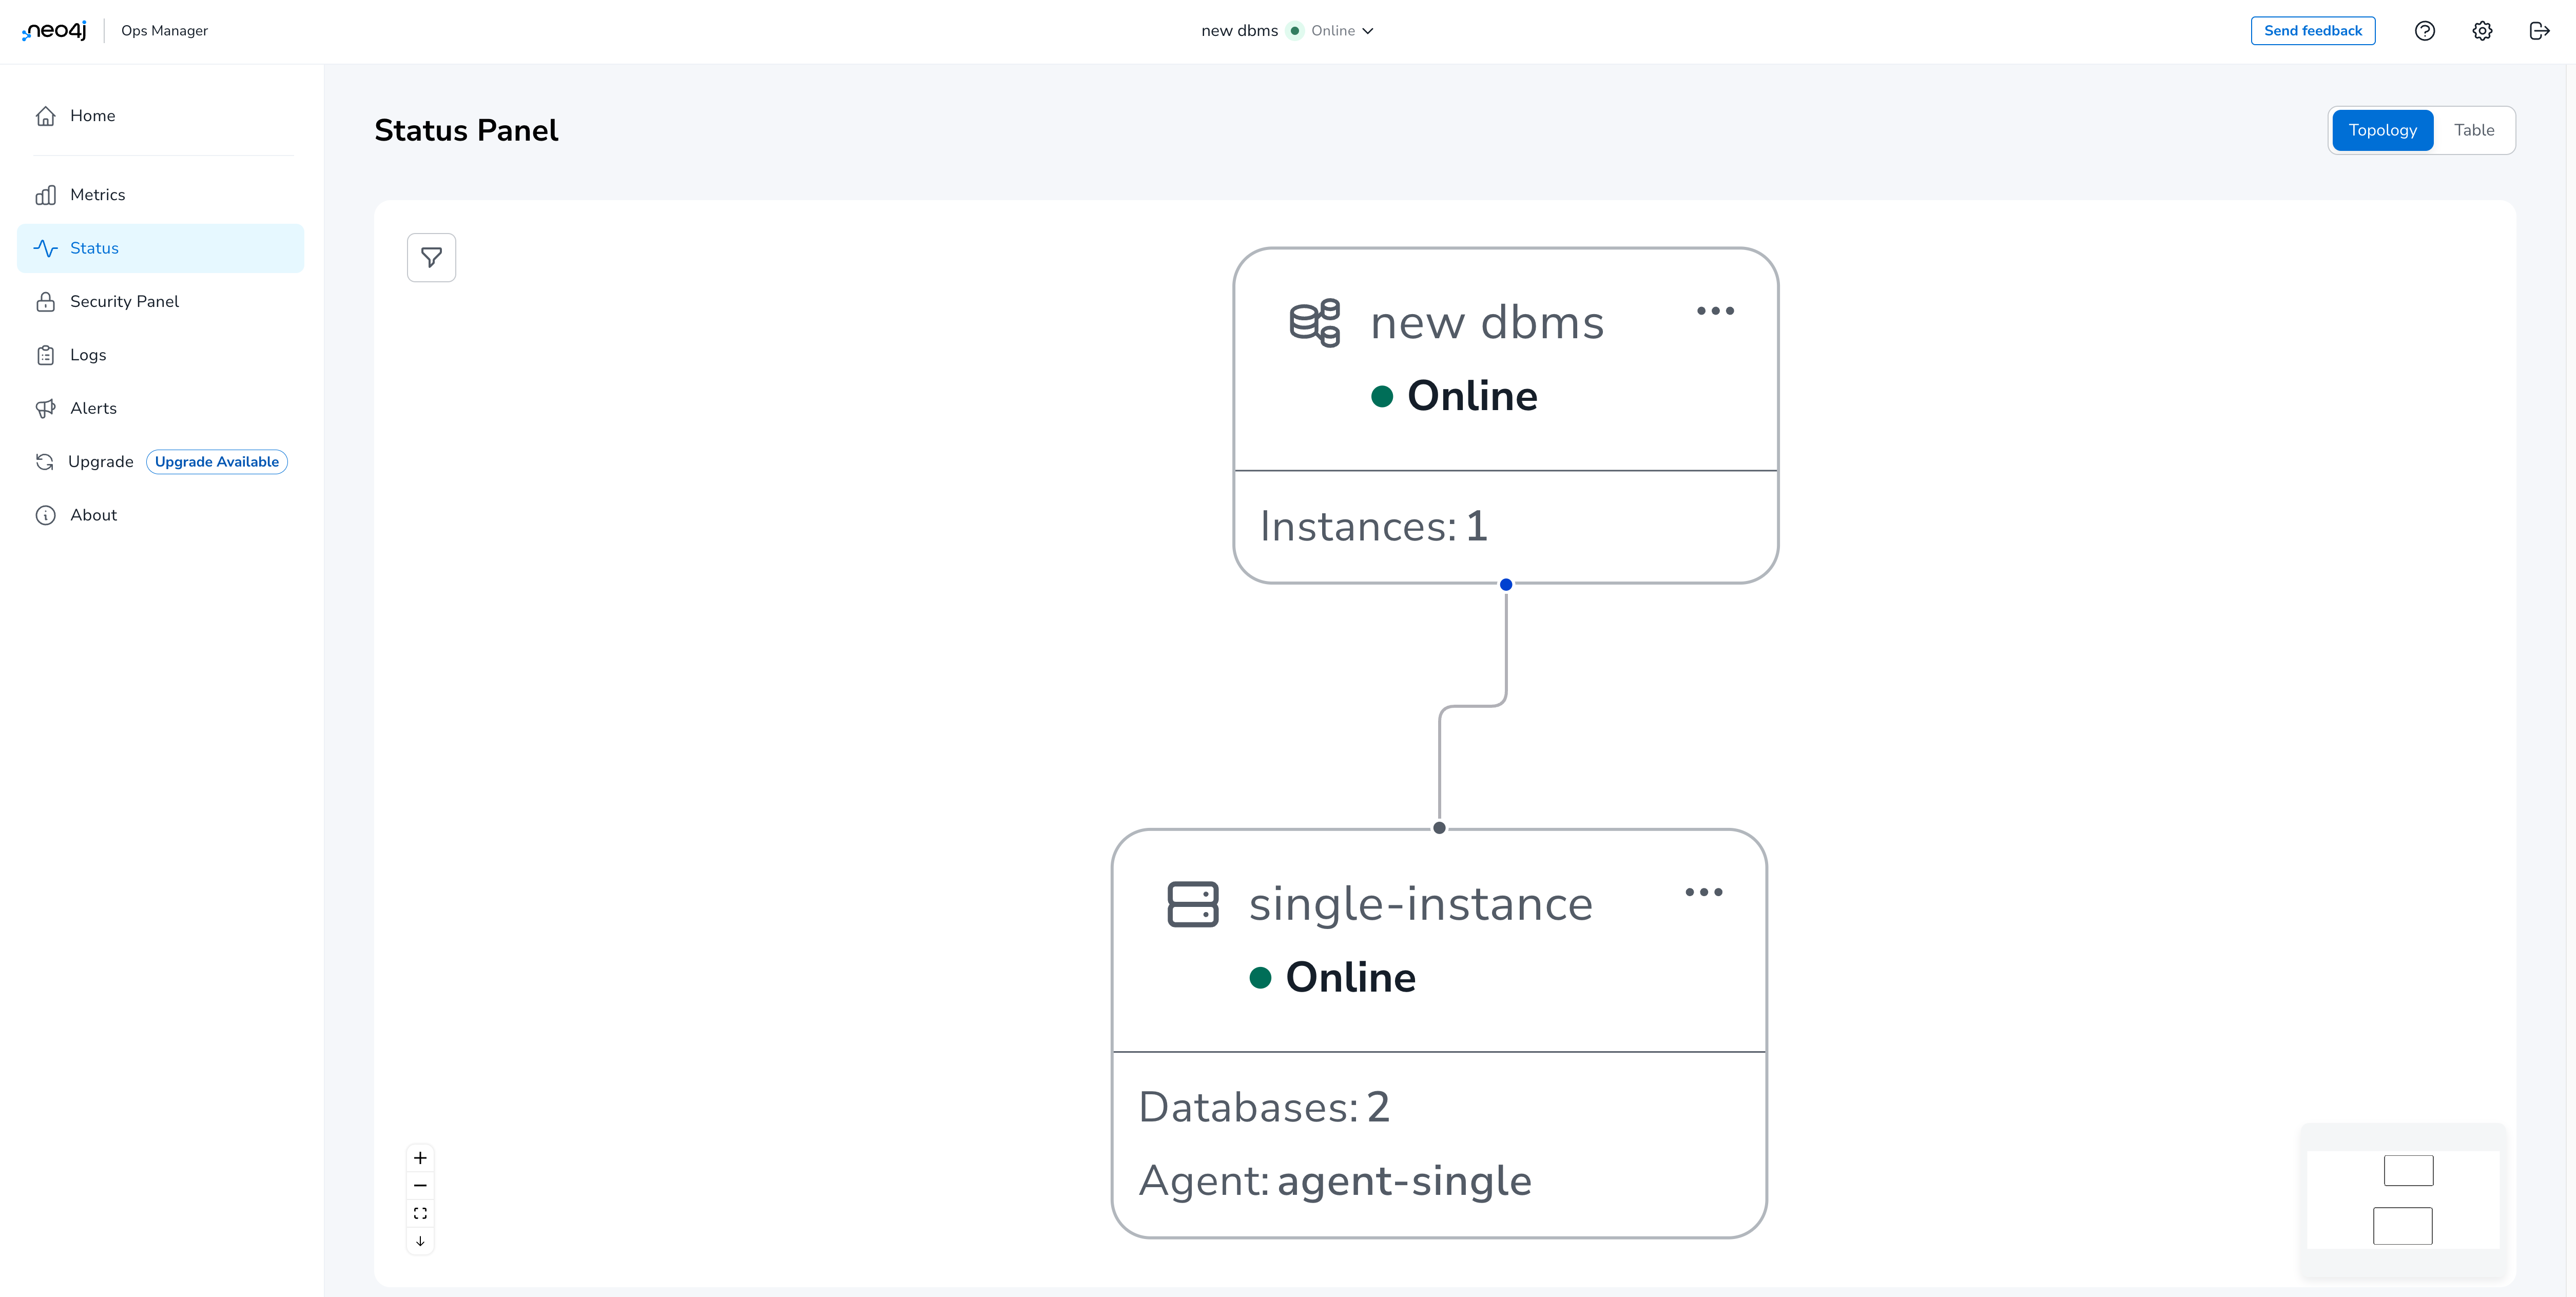 neo4j
Ops Manager
new dbms
Online
Send feedback
Home
Metrics
Status
Security Panel
Logs
Alerts
Upgrade
Upgrade Available
About
Status Panel
Topology
Table
new dbms
Online
Instances: 1
single-instance
Online
Databases: 2
Agent: agent-single